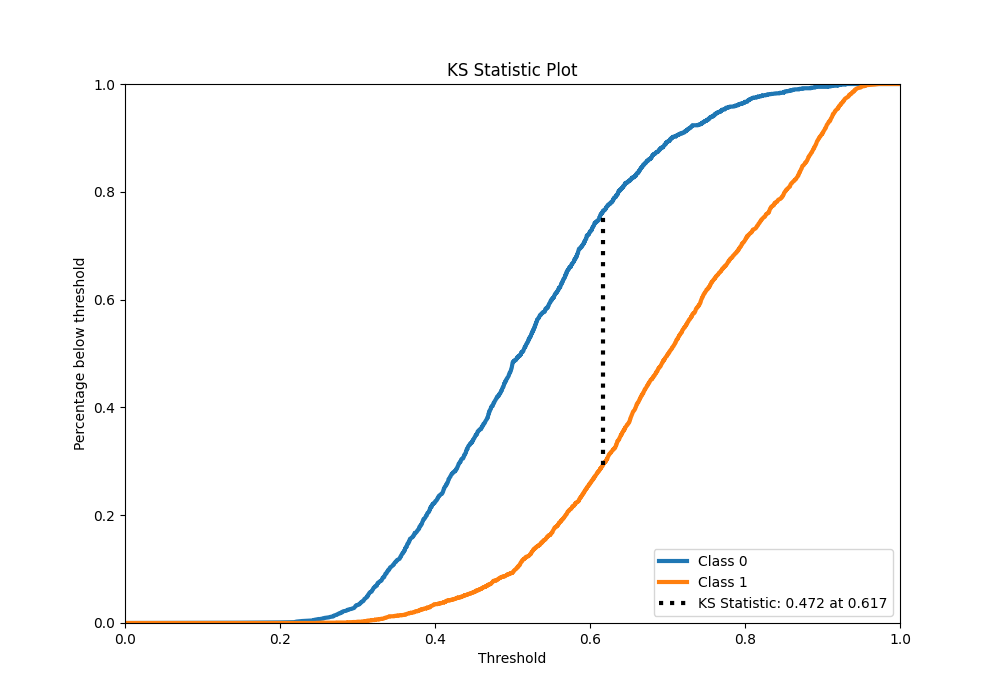 KS Statistic Plot
1.0
0.8
0.6
0.4
0.2
0.0
Percentage below threshold
0.0 0.2 0.4 0.6 0.8 1.0
Threshold
Class 0
Class 1
KS Statistic: 0.472 at 0.617